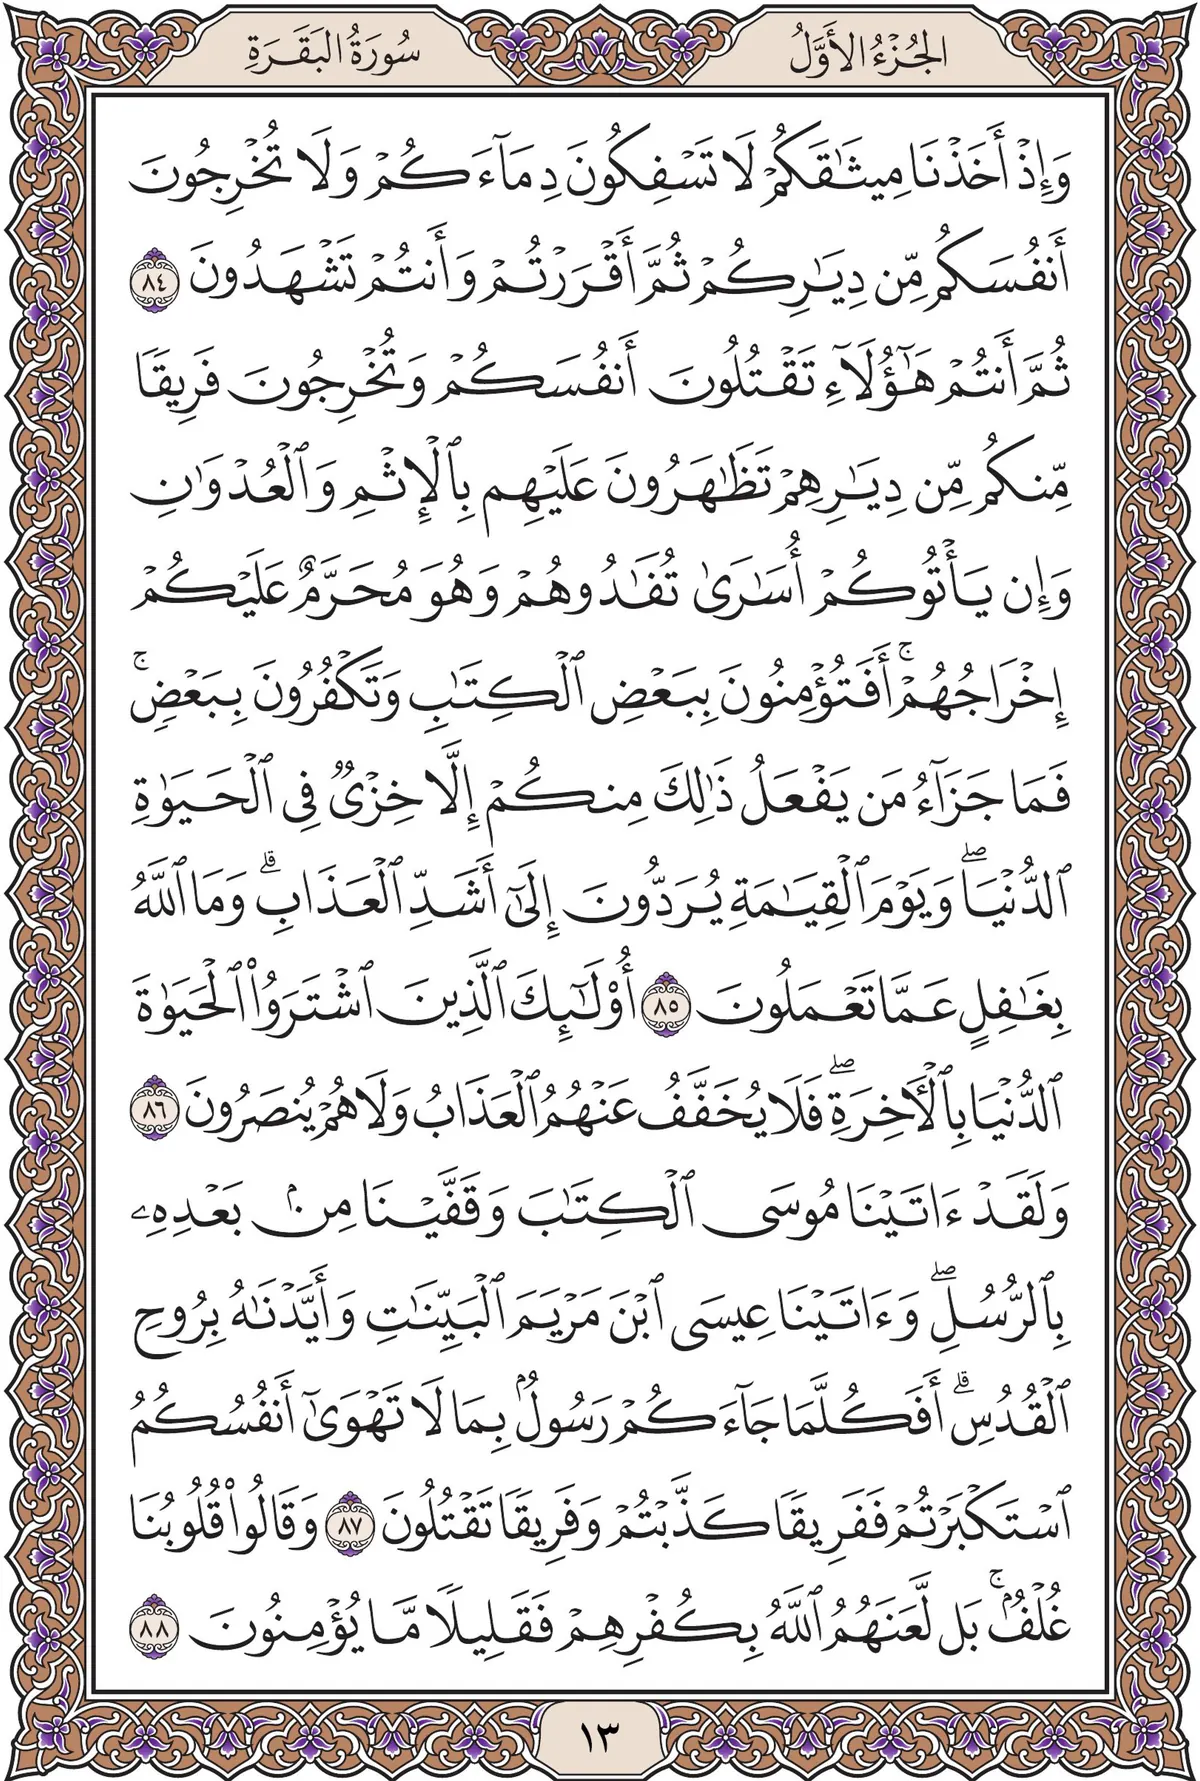 الجُزْءُ الأَوَّلُ
سُورَةُ البَقَرَةِ
وَإِذْ أَخَذْنَا مِيثَـٰقَكُمْ لَا تَسْفِكُونَ دِمَآءَكُمْ وَلَا تُخْرِجُونَ
أَنفُسَكُم مِّن دِيَـٰرِكُمْ ثُمَّ أَقْرَرْتُمْ وَأَنتُمْ تَشْهَدُونَ ٨٤
ثُمَّ أَنتُمْ هَـٰٓؤُلَآءِ تَقْتُلُونَ أَنفُسَكُمْ وَتُخْرِجُونَ فَرِيقًا
مِّنكُم مِّن دِيَـٰرِهِمْ تَظَـٰهَرُونَ عَلَيْهِم بِٱلْإِثْمِ وَٱلْعُدْوَٰنِ
وَإِن يَأْتُوكُمْ أُسَـٰرَىٰ تُفَـٰدُوهُمْ وَهُوَ مُحَرَّمٌ عَلَيْكُمْ
إِخْرَاجُهُمْ ۚ أَفَتُؤْمِنُونَ بِبَعْضِ ٱلْكِتَـٰبِ وَتَكْفُرُونَ بِبَعْضٍ ۚ
فَمَا جَزَآءُ مَن يَفْعَلُ ذَٰلِكَ مِنكُمْ إِلَّا خِزْىٌ فِى ٱلْحَيَوٰةِ
ٱلدُّنْيَا ۖ وَيَوْمَ ٱلْقِيَـٰمَةِ يُرَدُّونَ إِلَىٰٓ أَشَدِّ ٱلْعَذَابِ ۗ وَمَا ٱللَّهُ
بِغَـٰفِلٍ عَمَّا تَعْمَلُونَ ٨٥ أُو۟لَـٰٓئِكَ ٱلَّذِينَ ٱشْتَرَوُا۟ ٱلْحَيَوٰةَ
ٱلدُّنْيَا بِٱلْـَٔاخِرَةِ ۖ فَلَا يُخَفَّفُ عَنْهُمُ ٱلْعَذَابُ وَلَا هُمْ يُنصَرُونَ ٨٦
وَلَقَدْ ءَاتَيْنَا مُوسَى ٱلْكِتَـٰبَ وَقَفَّيْنَا مِنۢ بَعْدِهِۦ
بِٱلرُّسُلِ ۖ وَءَاتَيْنَا عِيسَى ٱبْنَ مَرْيَمَ ٱلْبَيِّنَـٰتِ وَأَيَّدْنَـٰهُ بِرُوحِ
ٱلْقُدُسِ ۗ أَفَكُلَّمَا جَآءَكُمْ رَسُولٌۢ بِمَا لَا تَهْوَىٰٓ أَنفُسُكُمُ
ٱسْتَكْبَرْتُمْ فَفَرِيقًا كَذَّبْتُمْ وَفَرِيقًا تَقْتُلُونَ ٨٧ وَقَالُوا۟ قُلُوبُنَا
غُلْفٌۢ ۚ بَل لَّعَنَهُمُ ٱللَّهُ بِكُفْرِهِمْ فَقَلِيلًا مَّا يُؤْمِنُونَ ٨٨
١٣